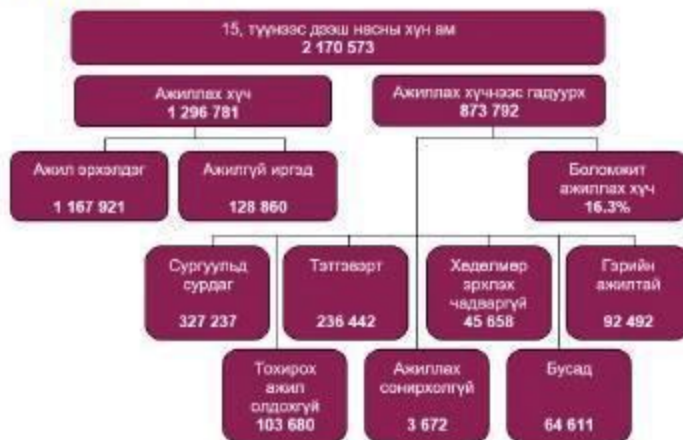 15, түүнээс дээш насны хүн ам
2 170 573
Ажиллах хүч
1 296 781
Ажиллах хүчнээс гадуурх
873 792
Ажил эрхэлдэг
1 167 921
Ажилгүй иргэд
128 860
Боломжит
ажиллах хүч
16.3%
Сургуульд
сурдаг
327 237
Тэтгэвэрт
236 442
Хөдөлмөр
эрхлэх
чадваргүй
45 658
Гэрийн
ажилтай
92 492
Тохирох
ажил
олдохгүй
103 680
Ажиллах
сонирхолгүй
3 672
Бусад
64 611